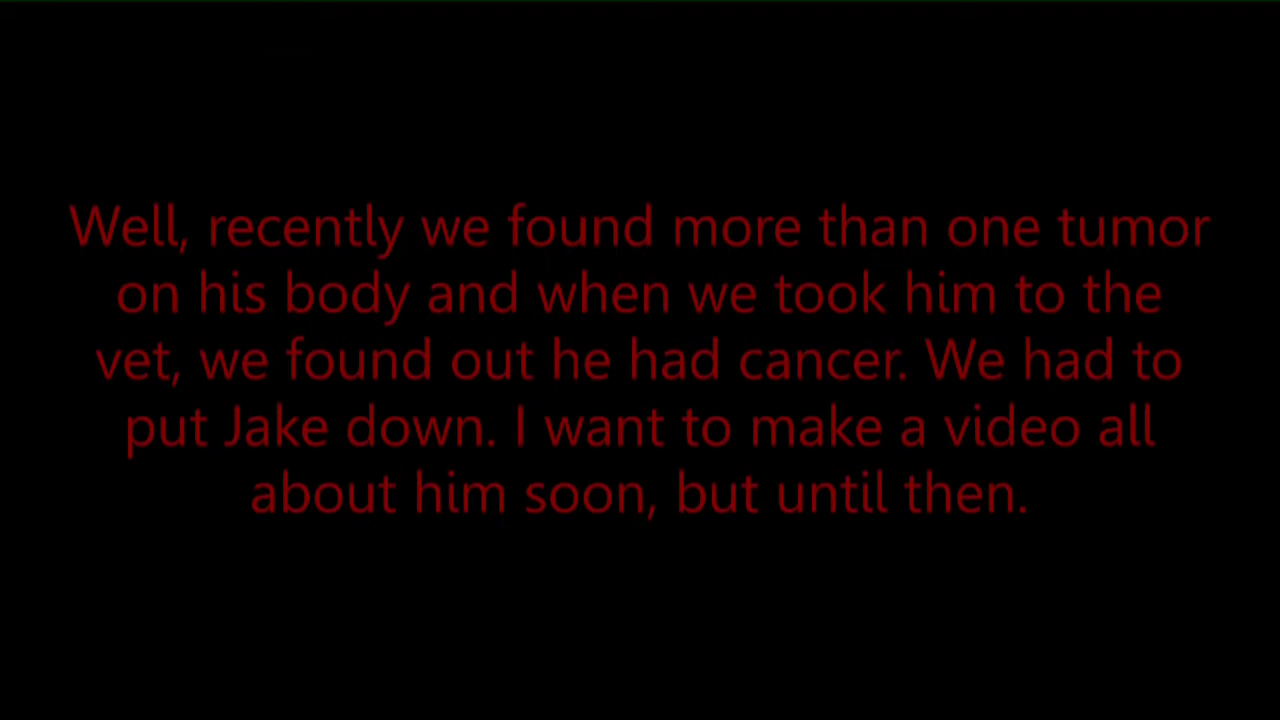 Well, recently we found more than one tumor
on his body and when we took him to the
vet, we found out he had cancer. We had to
put Jake down. I want to make a video all
about him soon, but until then.